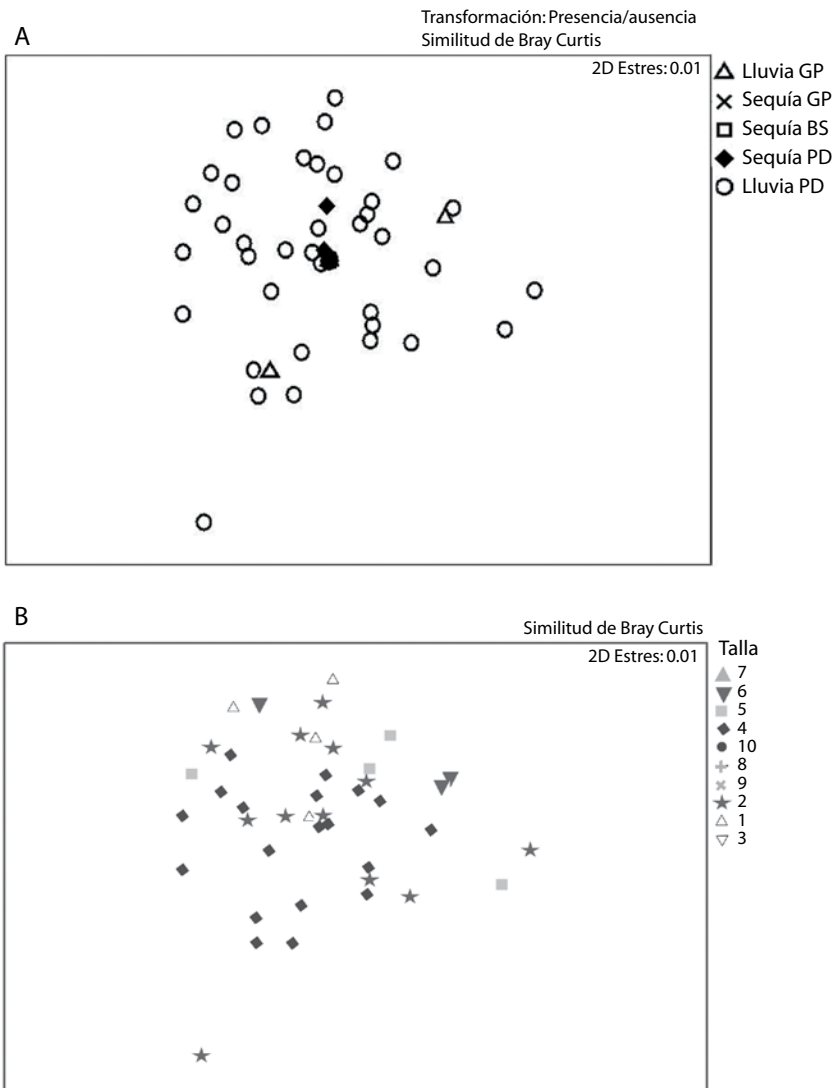 A
Transformación: Presencia/ausencia
Similitud de Bray Curtis
2D Estres: 0.01
Lluvia GP
Sequía GP
Sequía BS
Sequía PD
Lluvia PD
B
Similitud de Bray Curtis
2D Estres: 0.01
Talla
7
6
5
4
10
8
9
2
1
3